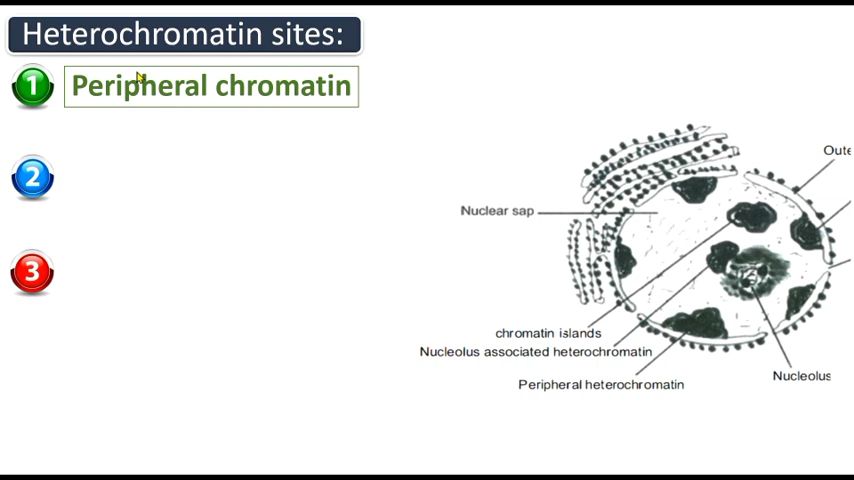 Heterochromatin sites:
1 Peripheral chromatin
2
3
Oute
Nuclear sap
chromatin islands
Nucleolus associated heterochromatin
Peripheral heterochromatin
Nucleolus